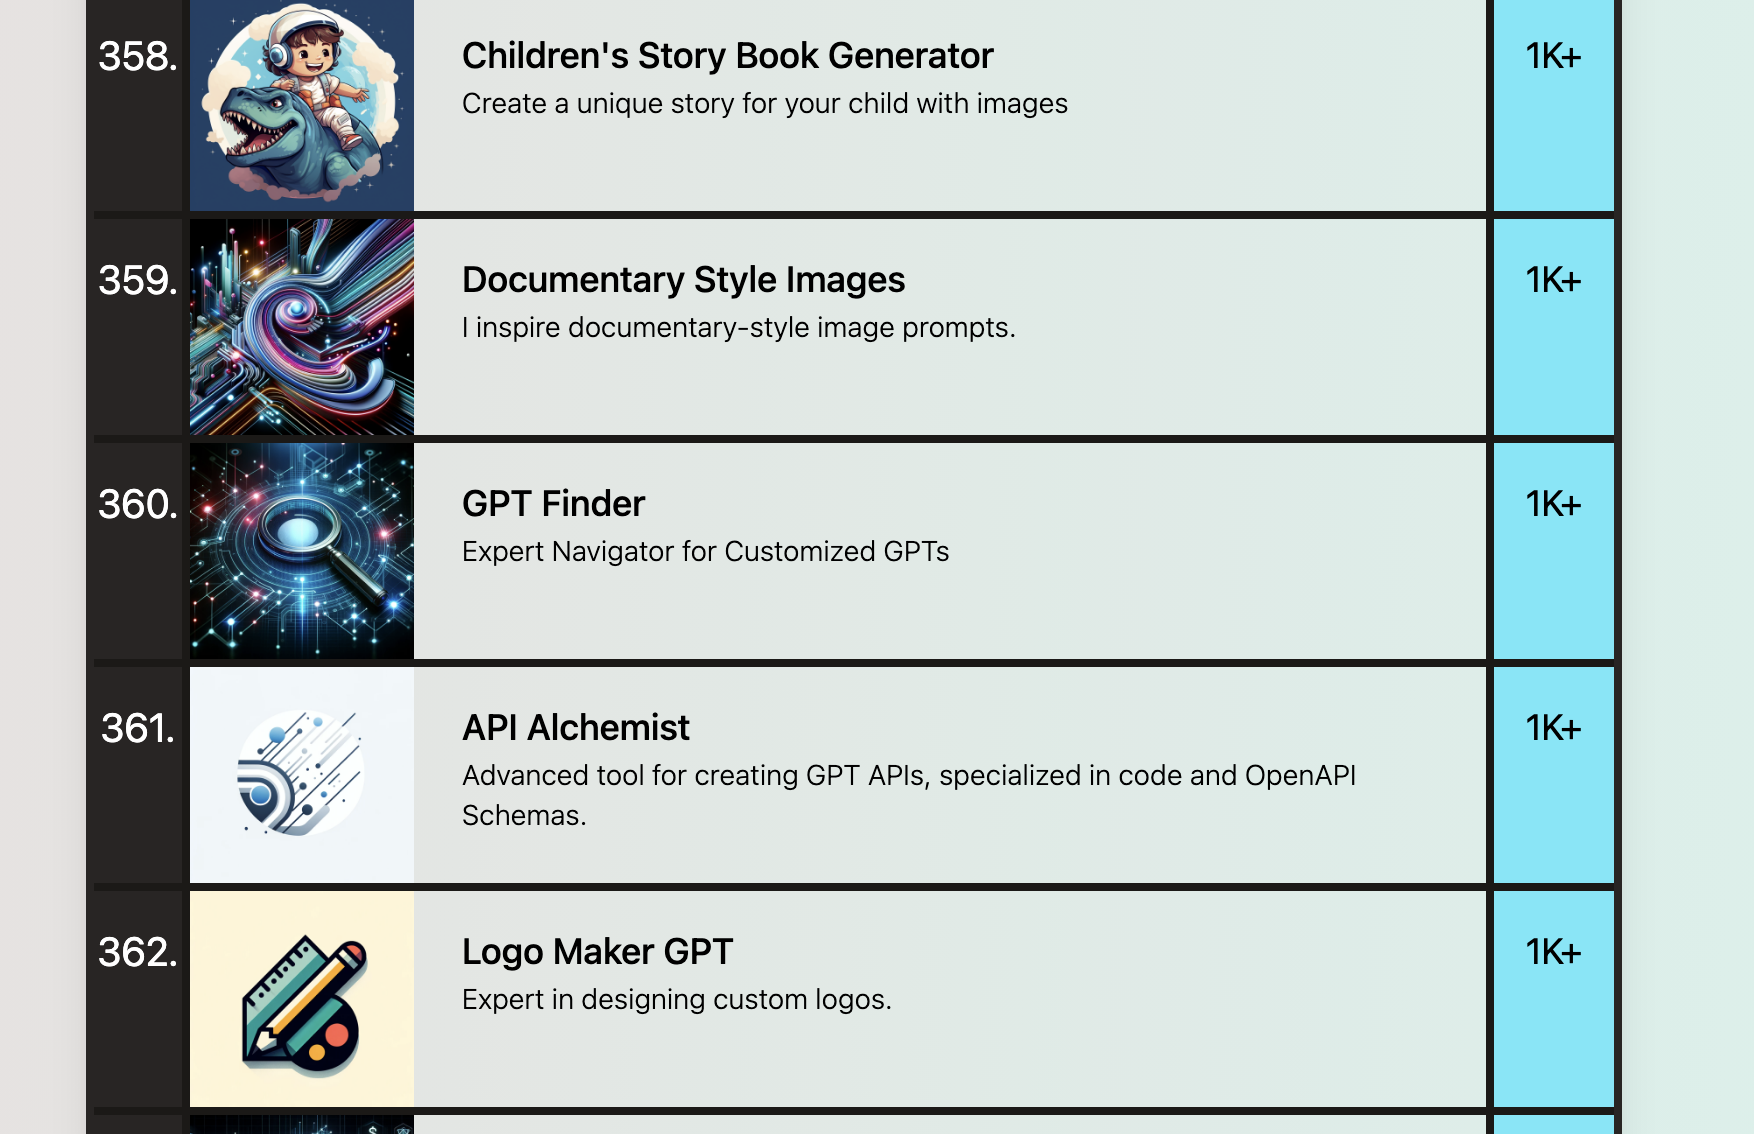 358.
Children's Story Book Generator
1K+
Create a unique story for your child with images
359.
Documentary Style Images
1K+
I inspire documentary-style image prompts.
360.
GPT Finder
1K+
Expert Navigator for Customized GPTs
361.
API Alchemist
1K+
Advanced tool for creating GPT APIs, specialized in code and OpenAPI
Schemas.
362.
Logo Maker GPT
1K+
Expert in designing custom logos.
$